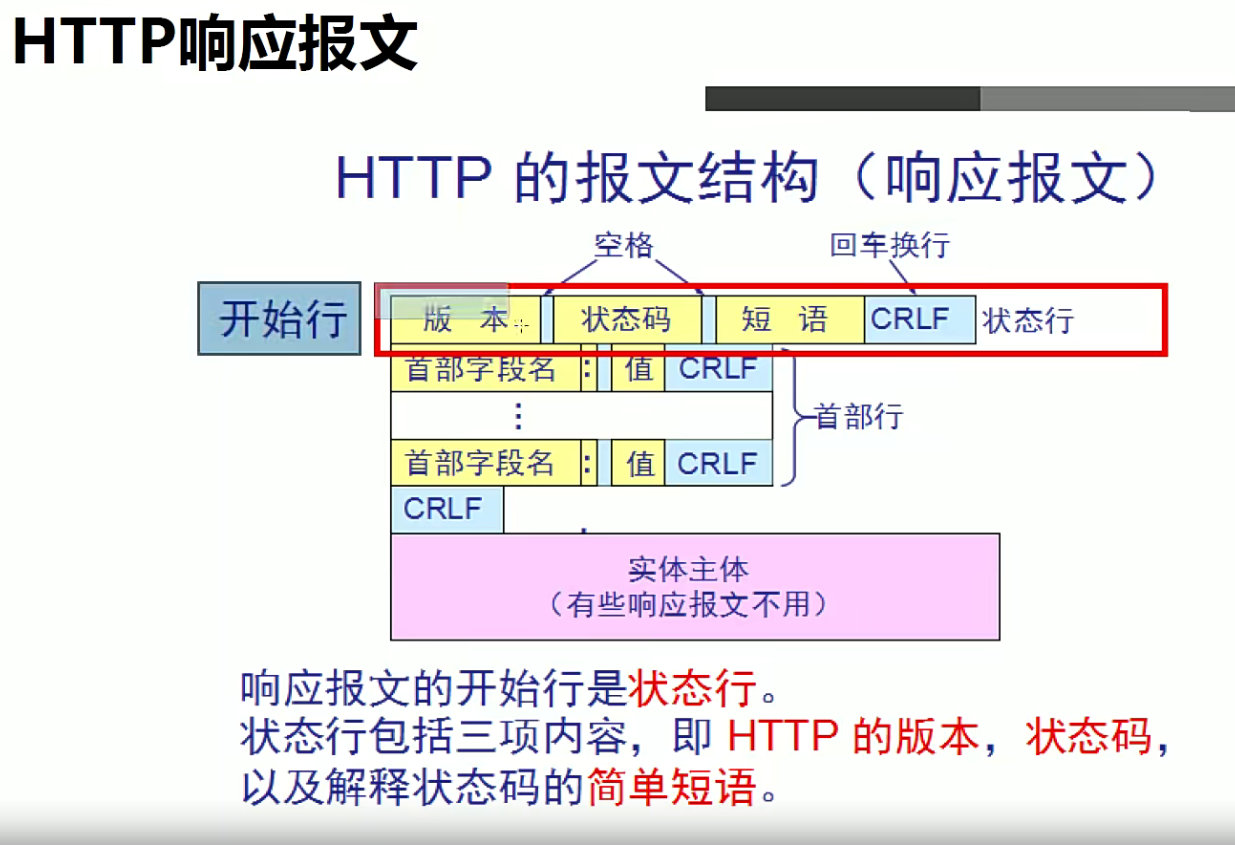 HTTP响应报文
HTTP 的报文结构（响应报文）
空格 回车换行
开始行 版 本 状态码 短 语 CRLF 状态行
首部字段名 : 值 CRLF
⋮ 首部行
首部字段名 : 值 CRLF
CRLF
实体主体
（有些响应报文不用）
响应报文的开始行是状态行。
状态行包括三项内容，即 HTTP 的版本，状态码，
以及解释状态码的简单短语。